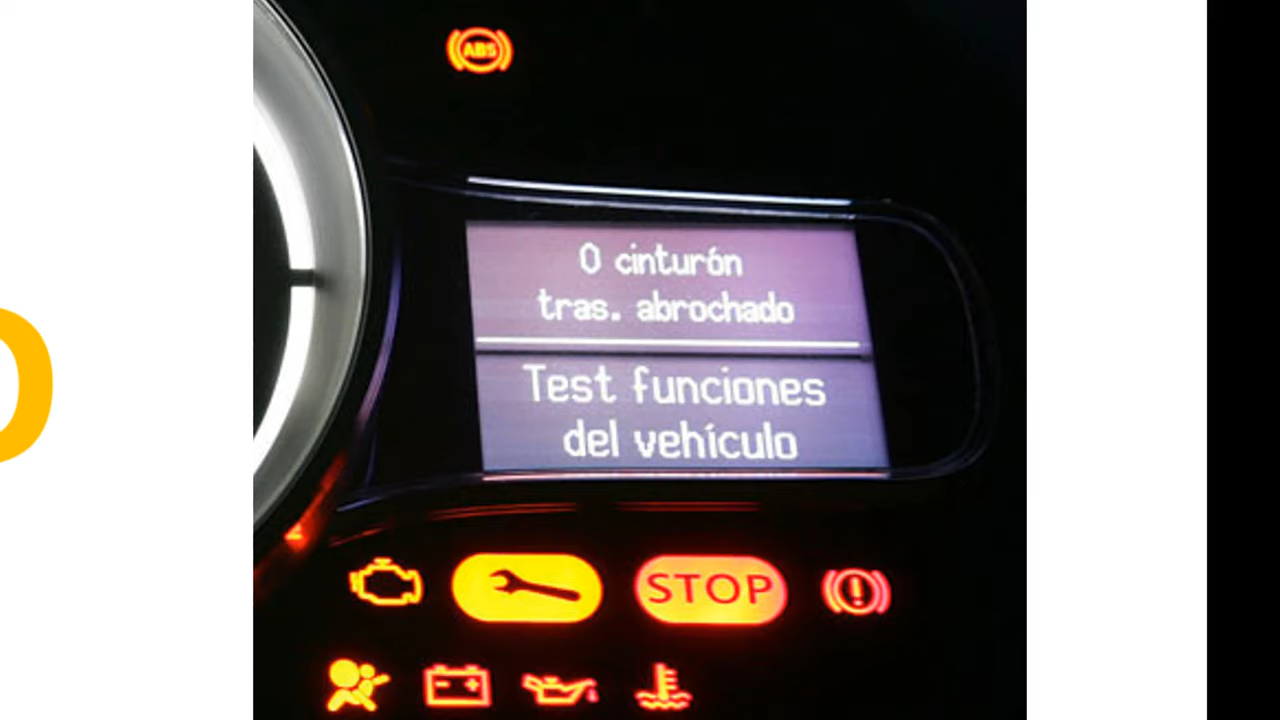 ABS
0 cinturón
tras. abrochado
Test funciones
del vehículo
STOP